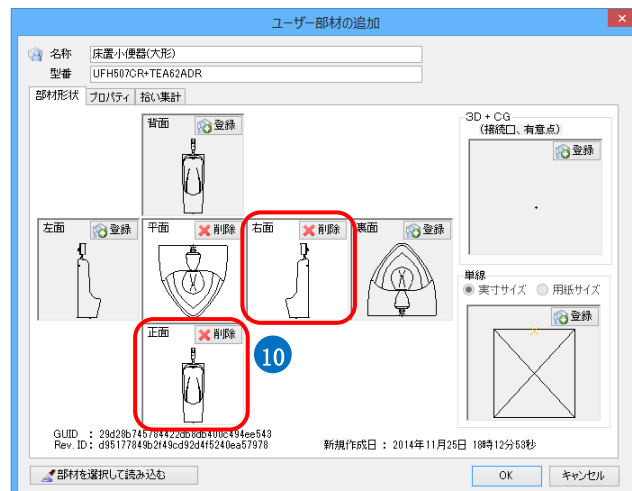 ユーザー部材の追加
×
名称 床置小便器(大形)
型番 UFH507CR+TEA62ADR
部材形状 プロパティ 拾い集計
背面 登録
3D + CG
(接続口、有意点)
登録
左面 登録 平面 削除 右面 削除 裏面 登録
単線
実寸サイズ 用紙サイズ
登録
正面 削除
10
GUID : 29d28b745784422db8db400c494ee543
Rev. ID : d95177849b2f49cd92d4f5240ea57978
新規作成日 : 2014年11月25日 18時12分53秒
部材を選択して読み込む OK キャンセル